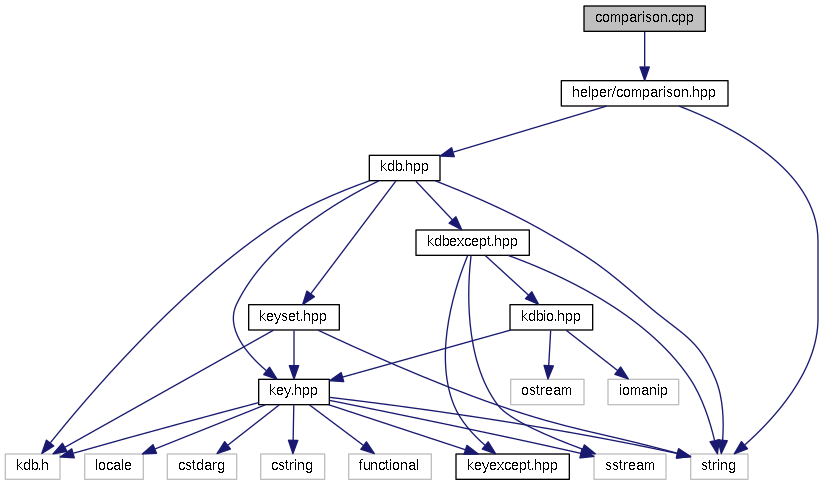 comparison.cpp
helper/comparison.hpp
kdb.hpp
kdbexcept.hpp
keyset.hpp
kdbio.hpp
key.hpp
ostream
iomanip
kdb.h
locale
cstdarg
cstring
functional
keyexcept.hpp
sstream
string